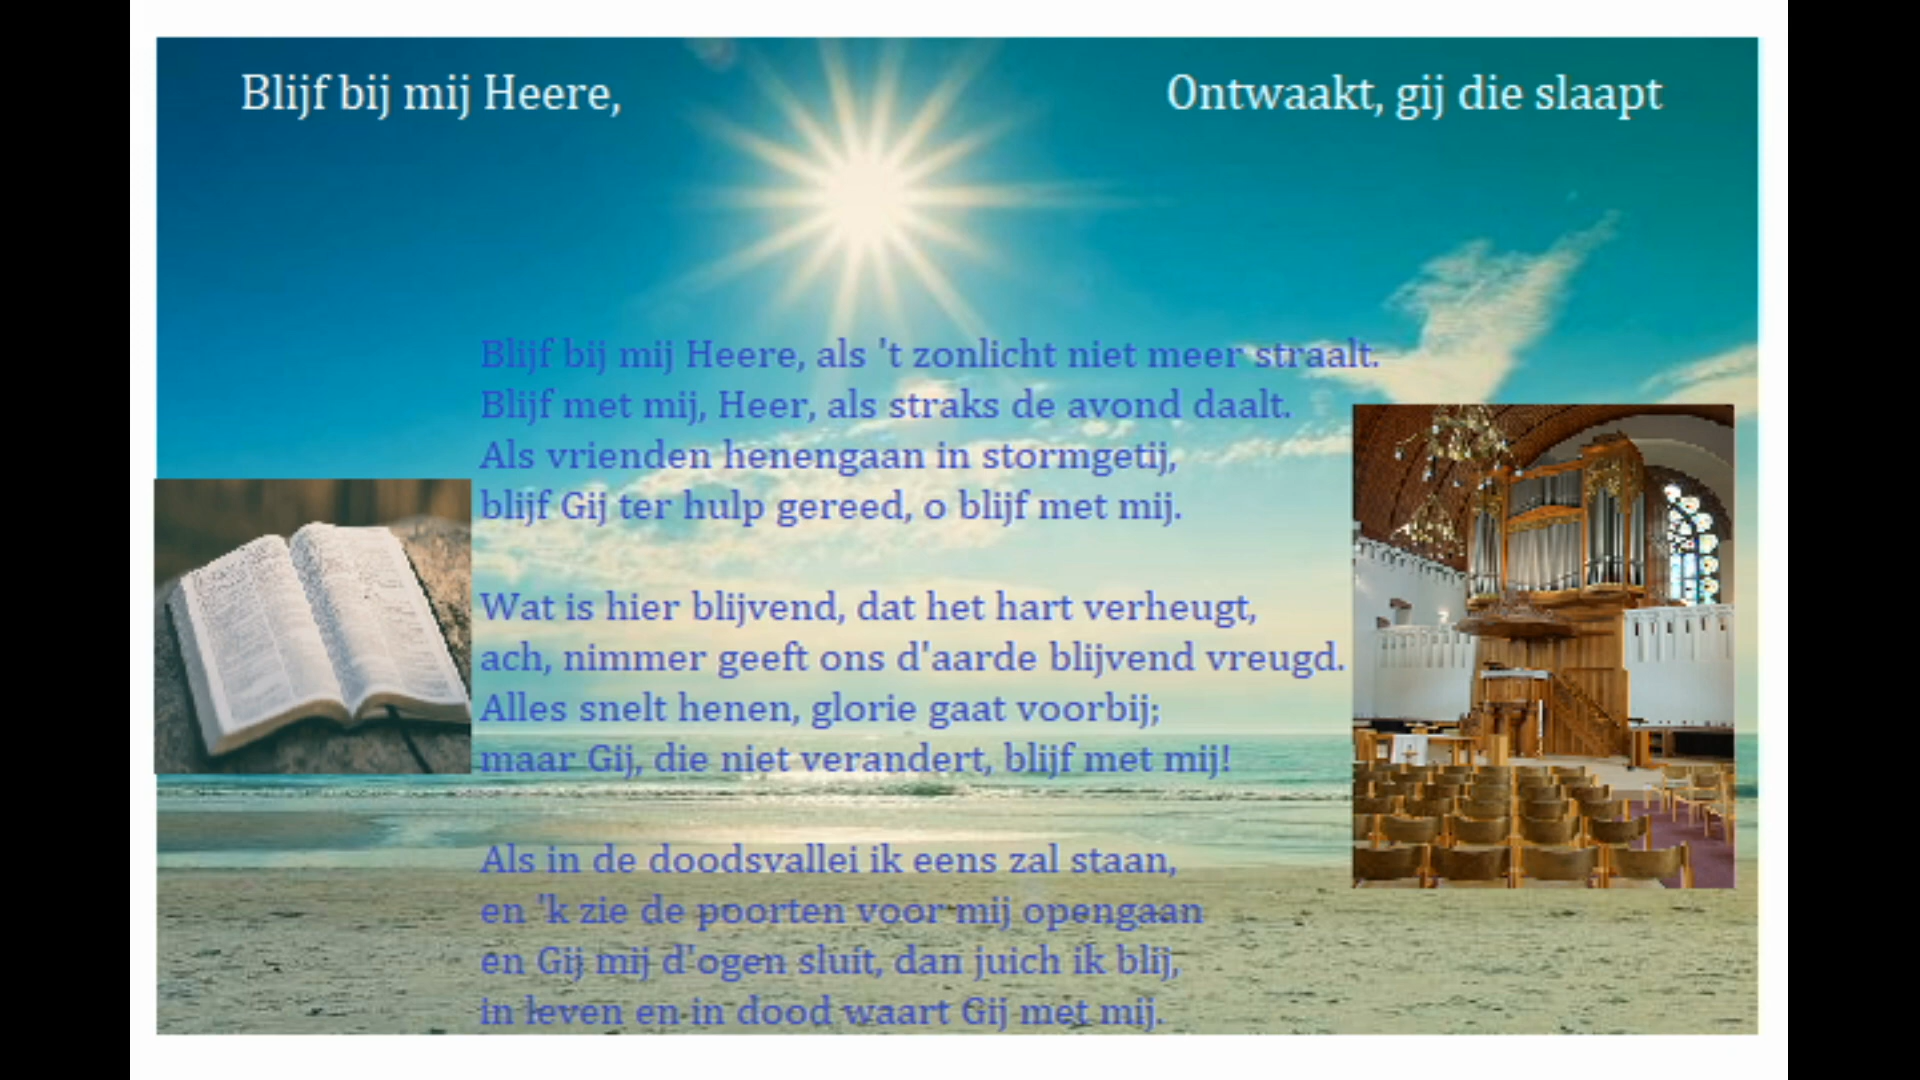 Blijf bij mij Heere,
Ontwaakt, gij die slaapt
Blijf bij mij Heere, als 't zonlicht niet meer straalt.
Blijf met mij, Heer, als straks de avond daalt.
Als vrienden henengaan in stormgetij,
blijf Gij ter hulp gereed, o blijf met mij.
Wat is hier blijvend, dat het hart verheugt,
ach, nimmer geeft ons d'aarde blijvend vreugd.
Alles snelt henen, glorie gaat voorbij;
maar Gij, die niet verandert, blijf met mij!
Als in de doodsvallei ik eens zal staan,
en 'k zie de poorten voor mij opengaan
en Gij mij d'ogen sluit, dan juich ik blij,
in leven en in dood waart Gij met mij.